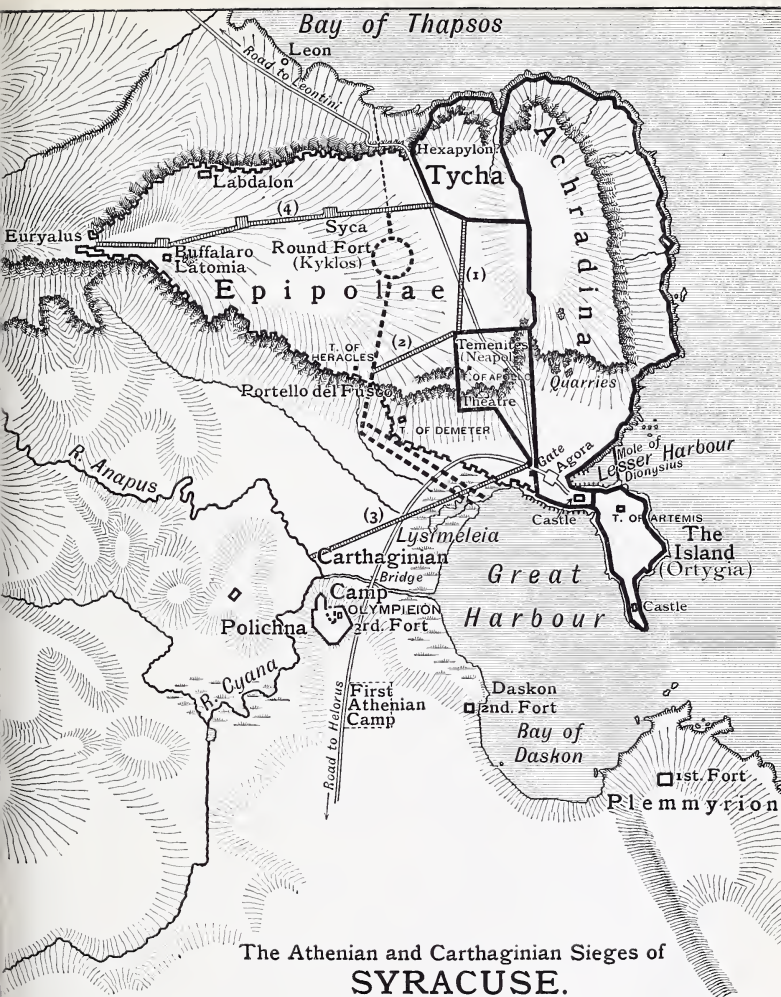 Bay of Thapsos
Leon
Road to Leontini
Hexapylon?
Tycha
Achradina
Labdalon
(4)
Euryalus
Syca
Buffalaro
Latomia
Round Fort
(Kyklos)
(1)
Epipolae
(2)
T. OF
HERACLES
Temenites
(Neapol
Quarries
Portello del Fusco
Theatre
T. OF DEMETER
R. Anapus
Gate
Agora
Mole of
Lesser Harbour
Dionysius
(3)
Castle
T. OF ARTEMIS
Lysimeleia
The
Island
(Ortygia)
Carthaginian
Bridge
Camp
Great
Harbour
OLYMPIEION
Castle
Polichna
3rd. Fort
R. Cyana
First
Athenian
Camp
Daskon
2nd. Fort
Road to Helorus
Bay of
Daskon
1st. Fort
Plemmyrion
The Athenian and Carthaginian Sieges of
SYRACUSE.